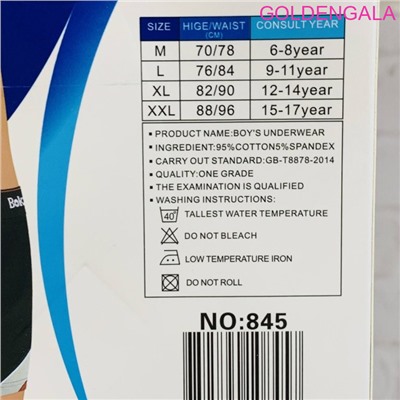 GOLDENGALA
SIZE HIGE/WAIST (CM) CONSULT YEAR
M 70/78 6-8year
L 76/84 9-11year
XL 82/90 12-14year
XXL 88/96 15-17year
• PRODUCT NAME:BOY'S UNDERWEAR
• INGREDIENT:95%COTTON5%SPANDEX
• CARRY OUT STANDARD:GB-T8878-2014
• QUALITY:ONE GRADE
• THE EXAMINATION IS QUALIFIED
• WASHING INSTRUCTIONS:
40° TALLEST WATER TEMPERATURE
DO NOT BLEACH
LOW TEMPERATURE IRON
DO NOT ROLL
NO:845